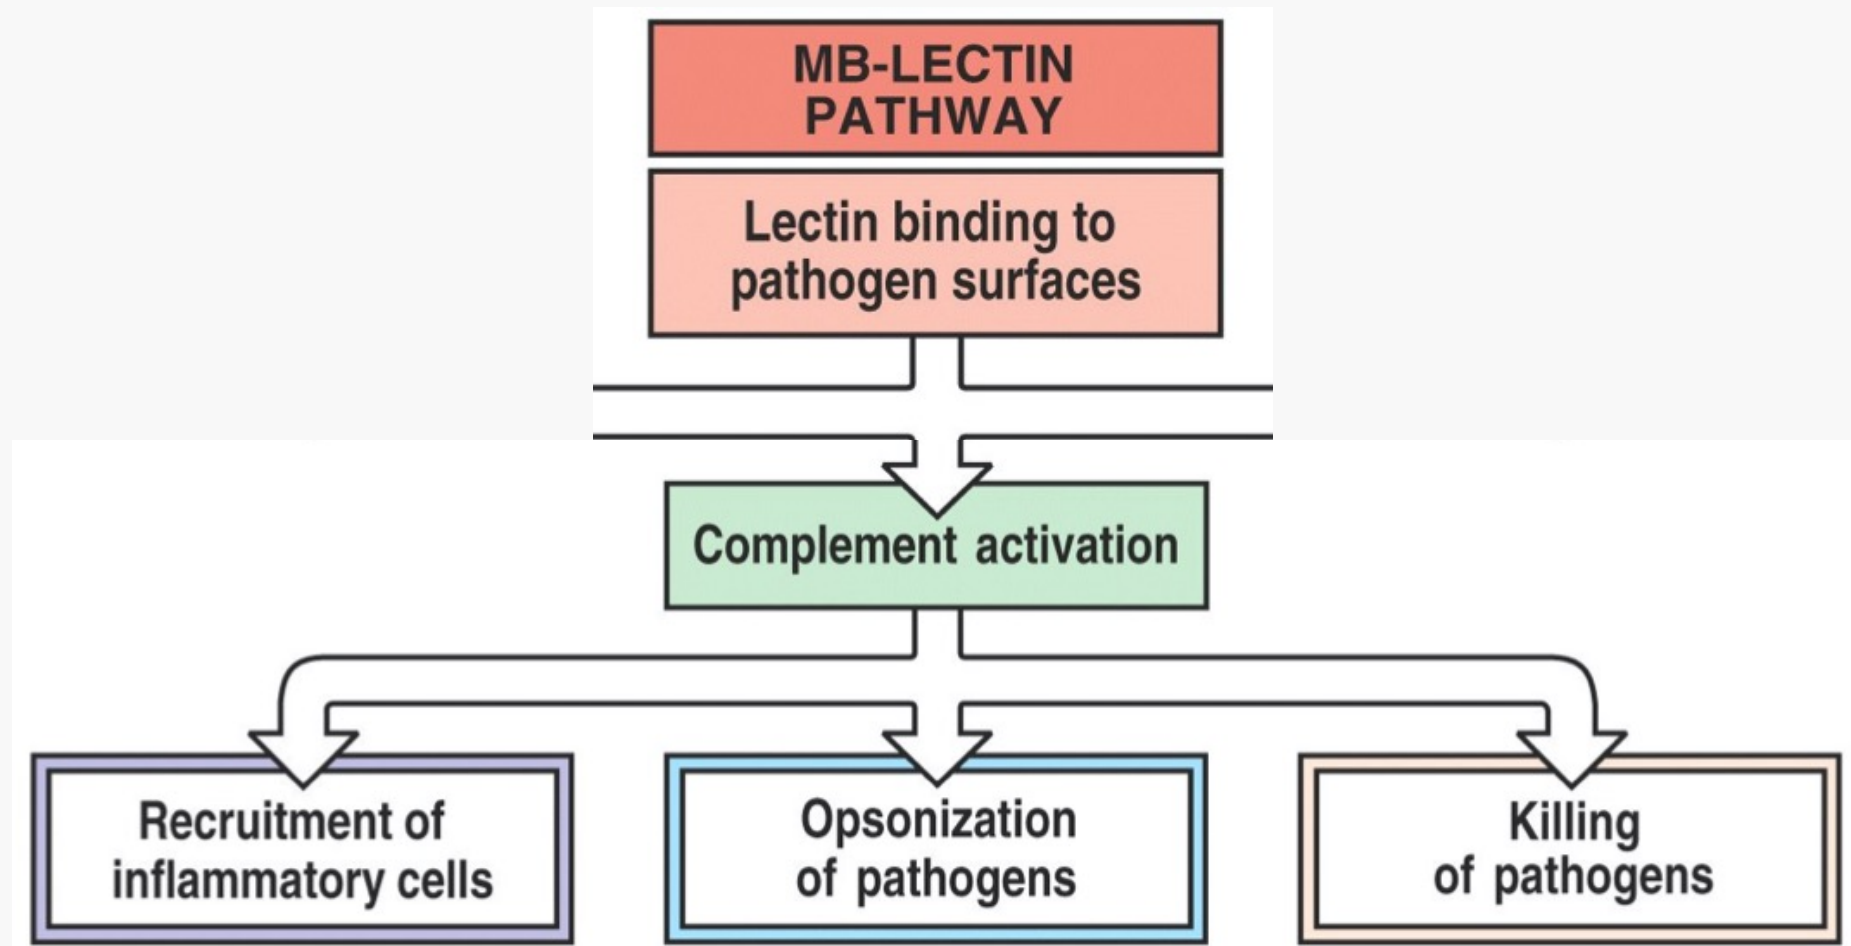 MB-LECTIN
PATHWAY
Lectin binding to
pathogen surfaces
Complement activation
Recruitment of
inflammatory cells
Opsonization
of pathogens
Killing
of pathogens